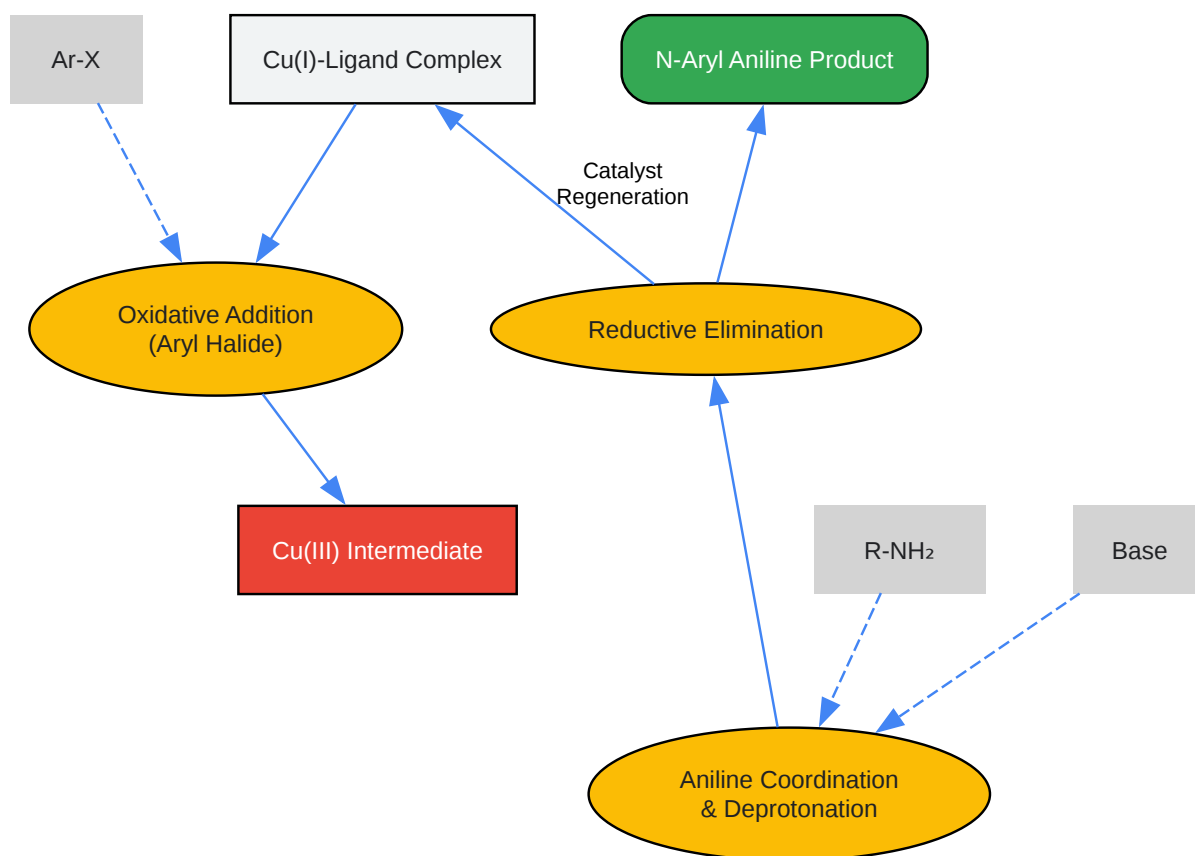 Ar-X
Cu(I)-Ligand Complex
N-Aryl Aniline Product
Catalyst
Regeneration
Oxidative Addition
(Aryl Halide)
Reductive Elimination
Cu(III) Intermediate
R-NH₂
Base
Aniline Coordination
& Deprotonation